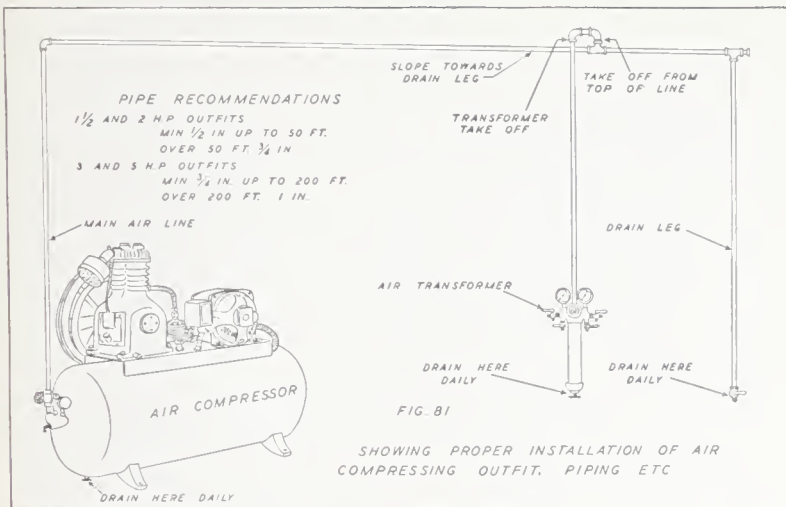 SLOPE TOWARDS
DRAIN LEG
TAKE OFF FROM
TOP OF LINE
TRANSFORMER
TAKE OFF
PIPE RECOMMENDATIONS
1 1/2 AND 2 H.P OUTFITS
MIN 1/2 IN UP TO 50 FT.
OVER 50 FT. 3/4 IN
3 AND 5 H.P OUTFITS
MIN 3/4 IN. UP TO 200 FT.
OVER 200 FT. 1 IN.
MAIN AIR LINE
DRAIN LEG
AIR TRANSFORMER
DRAIN HERE
DAILY
DRAIN HERE
DAILY
AIR COMPRESSOR
FIG. 81
SHOWING PROPER INSTALLATION OF AIR
COMPRESSING OUTFIT. PIPING ETC
DRAIN HERE DAILY